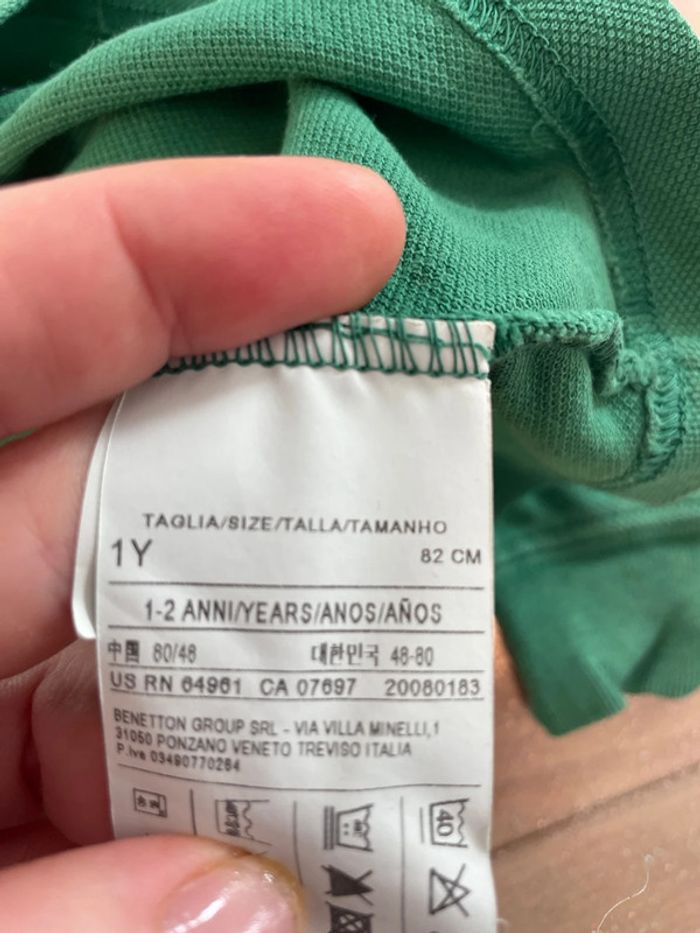 TAGLIA/SIZE/TALLA/TAMANHO
1Y 82 CM
1-2 ANNI/YEARS/ANOS/AÑOS
中国 80/48 대한민국 48-80
US RN 64961 CA 07697 20080183
BENETTON GROUP SRL - VIA VILLA MINELLI,1
31050 PONZANO VENETO TREVISO ITALIA
P.Iva 03490770264
40